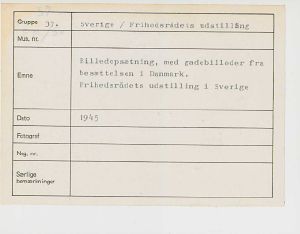 Gruppe 37. Sverige / Frihedsrådets udstilling
Mus. nr.
Emne
Billedopsætning, med gadebilleder fra
besættelsen i Danmark.
Frihedsrådets udstilling i Sverige
Dato 1945
Fotograf
Neg. nr.
Særlige
bemærkninger